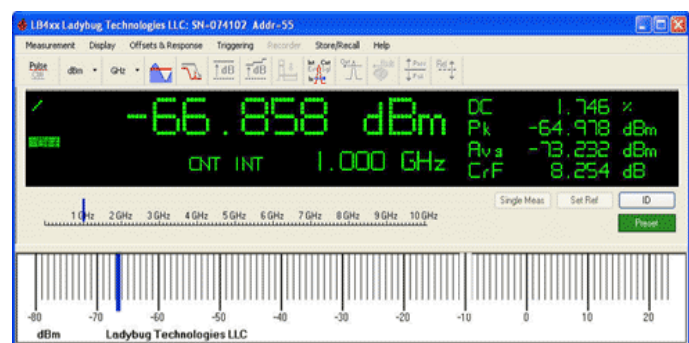 LB4xx Ladybug Technologies LLC: SN-074102 Addr-55
Measurement Display Offsets & Response Triggering Recorder Store/Recall Help
Pulse dBm GHz dB dB
-66.858 dBm
CNT INT 1.000 GHz
DC 1.746 %
Pk -64.978 dBm
Avg -73.232 dBm
CrF 8.254 dB
Single Meas Set Ref ID
Preset
1 GHz 2 GHz 3 GHz 4 GHz 5 GHz 6 GHz 7 GHz 8 GHz 9 GHz 10 GHz
-80 -70 -60 -50 -40 -30 -20 -10 0 10 20
dBm Ladybug Technologies LLC